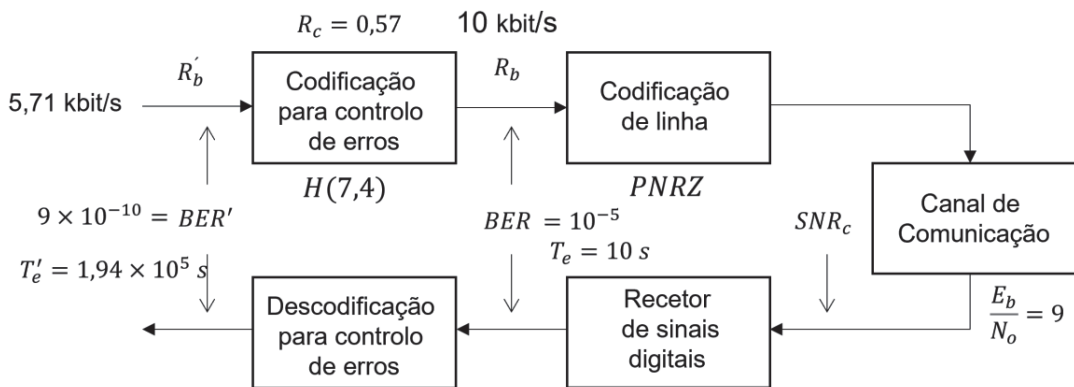 R_c = 0,57
10 kbit/s
5,71 kbit/s
R_b^´
Codificação
para controlo
de erros
R_b
Codificação
de linha
H(7,4)
PNRZ
9 × 10^{-10} = BER'
T_e' = 1,94 × 10^5 s
BER = 10^{-5}
T_e = 10 s
SNR_c
Canal de
Comunicação
E_b/N_o = 9
Descodificação
para controlo
de erros
Recetor
de sinais
digitais